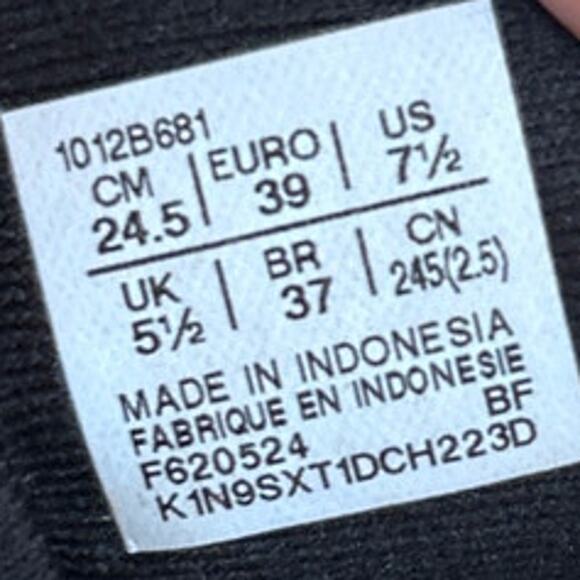 1012B681
CM | EURO | US
24.5 | 39 | 7½
UK | BR | CN
5½ | 37 | 245(2.5)
MADE IN INDONESIA
FABRIQUE EN INDONESIE
F620524 BF
K1N9SXT1DCH223D